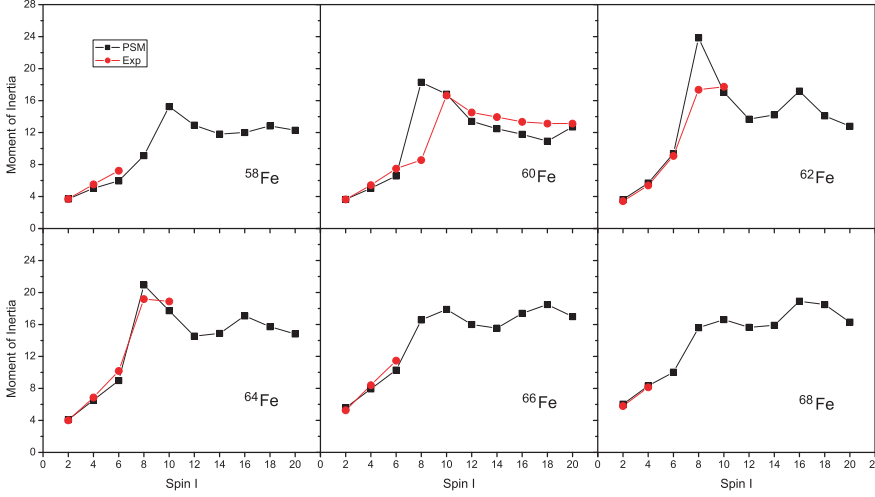 28
24
20
16
12
8
4
0
Moment of Inertia
PSM
Exp
58Fe
60Fe
62Fe
24
20
16
12
8
4
0
Moment of Inertia
64Fe
66Fe
68Fe
0 2 4 6 8 10 12 14 16 18 20 0 2 4 6 8 10 12 14 16 18 20 0 2 4 6 8 10 12 14 16 18 20 22
Spin I Spin I Spin I